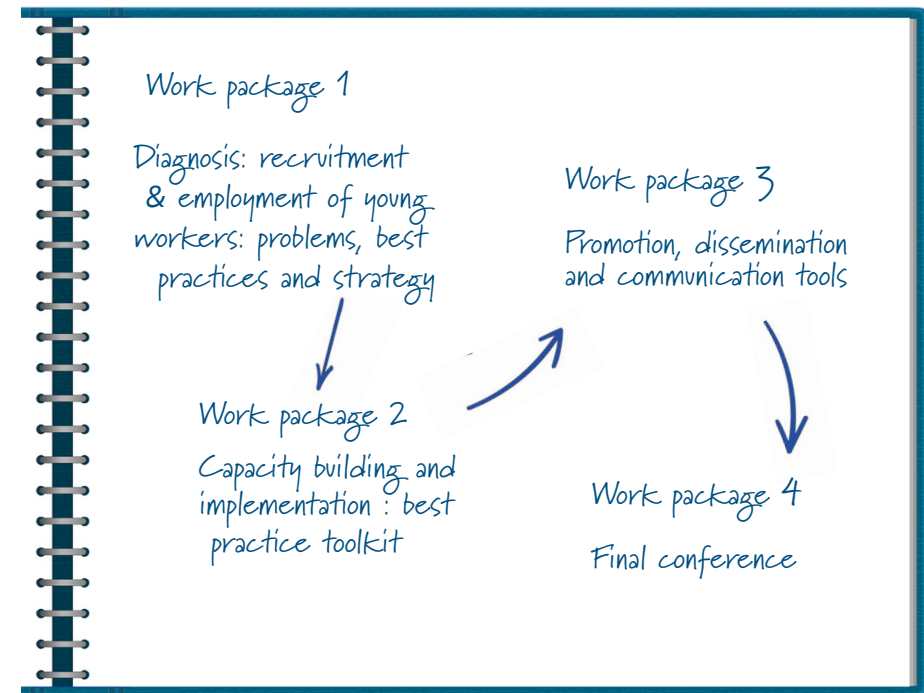 Work package 1
Diagnosis: recruitment
& employment of young
workers: problems, best
practices and strategy
Work package 2
Capacity building and
implementation : best
practice toolkit
Work package 3
Promotion, dissemination
and communication tools
Work package 4
Final conference